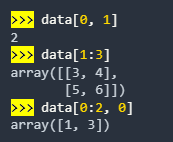 >>> data[0, 1]
2
>>> data[1:3]
array([[3, 4],
       [5, 6]])
>>> data[0:2, 0]
array([1, 3])